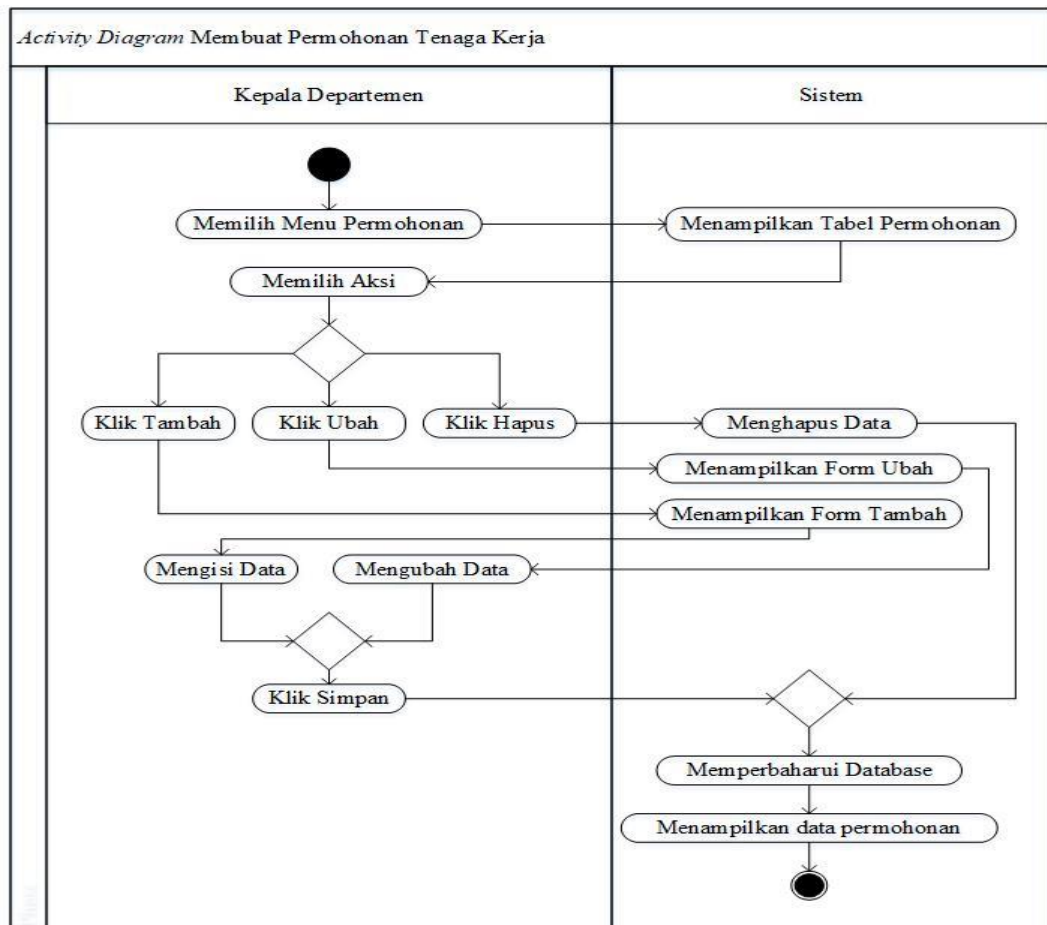 Activity Diagram Membuat Permohonan Tenaga Kerja
Kepala Departemen
Sistem
Memilih Menu Permohonan
Menampilkan Tabel Permohonan
Memilih Aksi
Klik Tambah
Klik Ubah
Klik Hapus
Menghapus Data
Menampilkan Form Ubah
Menampilkan Form Tambah
Mengisi Data
Mengubah Data
Klik Simpan
Memperbaharui Database
Menampilkan data permohonan